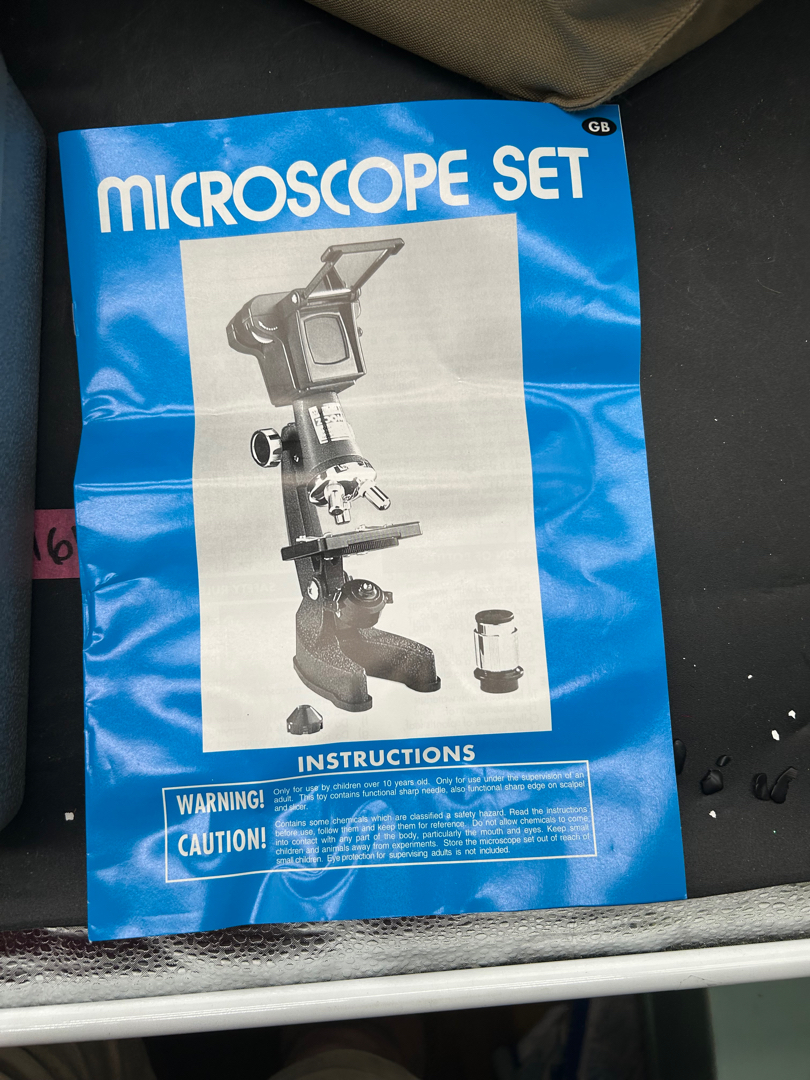 GB
MICROSCOPE SET
INSTRUCTIONS
WARNING!
Only for use by children over 10 years old. Only for use under the supervision of an
adult. This toy contains functional sharp needle, also functional sharp edge on scalpel
and slicer.
CAUTION!
Contains some chemicals which are classified a safety hazard. Read the instructions
before use, follow them and keep them for reference. Do not allow chemicals to come
into contact with any part of the body, particularly the mouth and eyes. Keep small
children and animals away from experiments. Store the microscope set out of reach of
small children. Eye protection for supervising adults is not included.
16